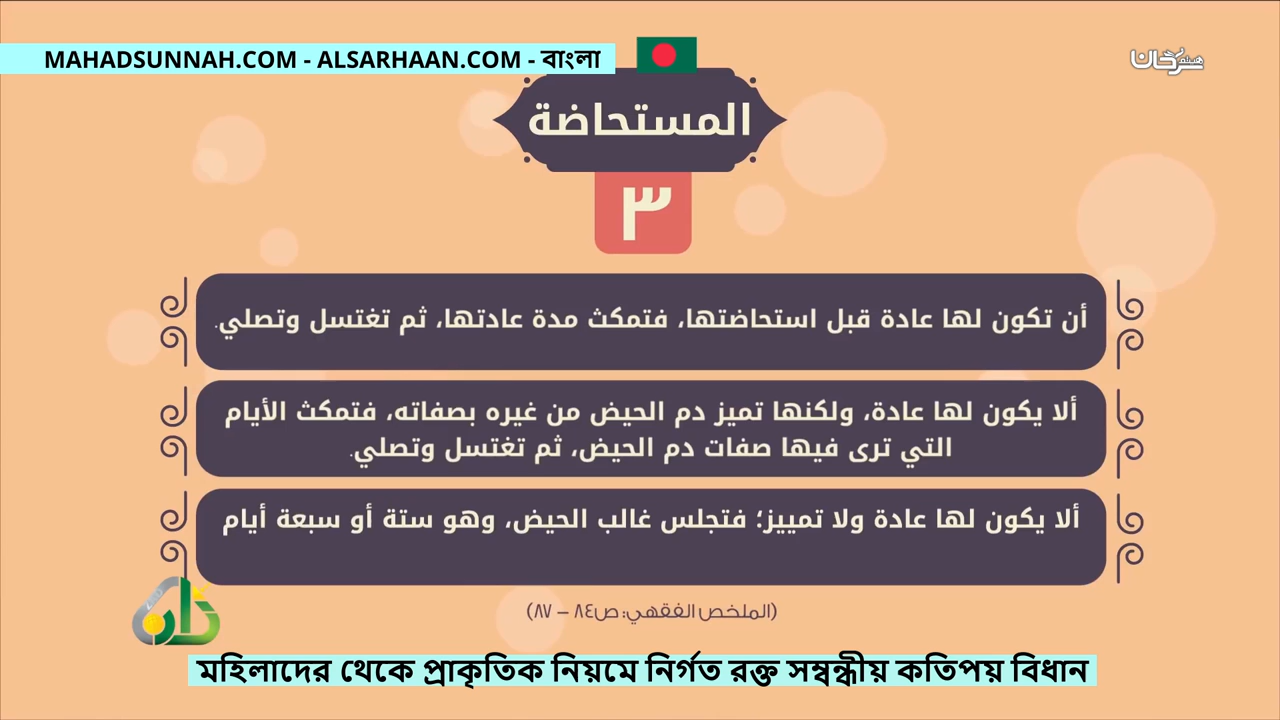 MAHADSUNNAH.COM - ALSARHAAN.COM - বাংলা
المستحاضة
٣
أن تكون لها عادة قبل استحاضتها، فتمكث مدة عادتها، ثم تغتسل وتصلي.
ألا يكون لها عادة، ولكنها تميز دم الحيض من غيره بصفاته، فتمكث الأيام
التي ترى فيها صفات دم الحيض، ثم تغتسل وتصلي.
ألا يكون لها عادة ولا تمييز؛ فتجلس غالب الحيض، وهو ستة أو سبعة أيام
(الملخص الفقهي: ص٨٤ – ٨٧)
মহিলাদের থেকে প্রাকৃতিক নিয়মে নির্গত রক্ত সম্বন্ধীয় কতিপয় বিধান